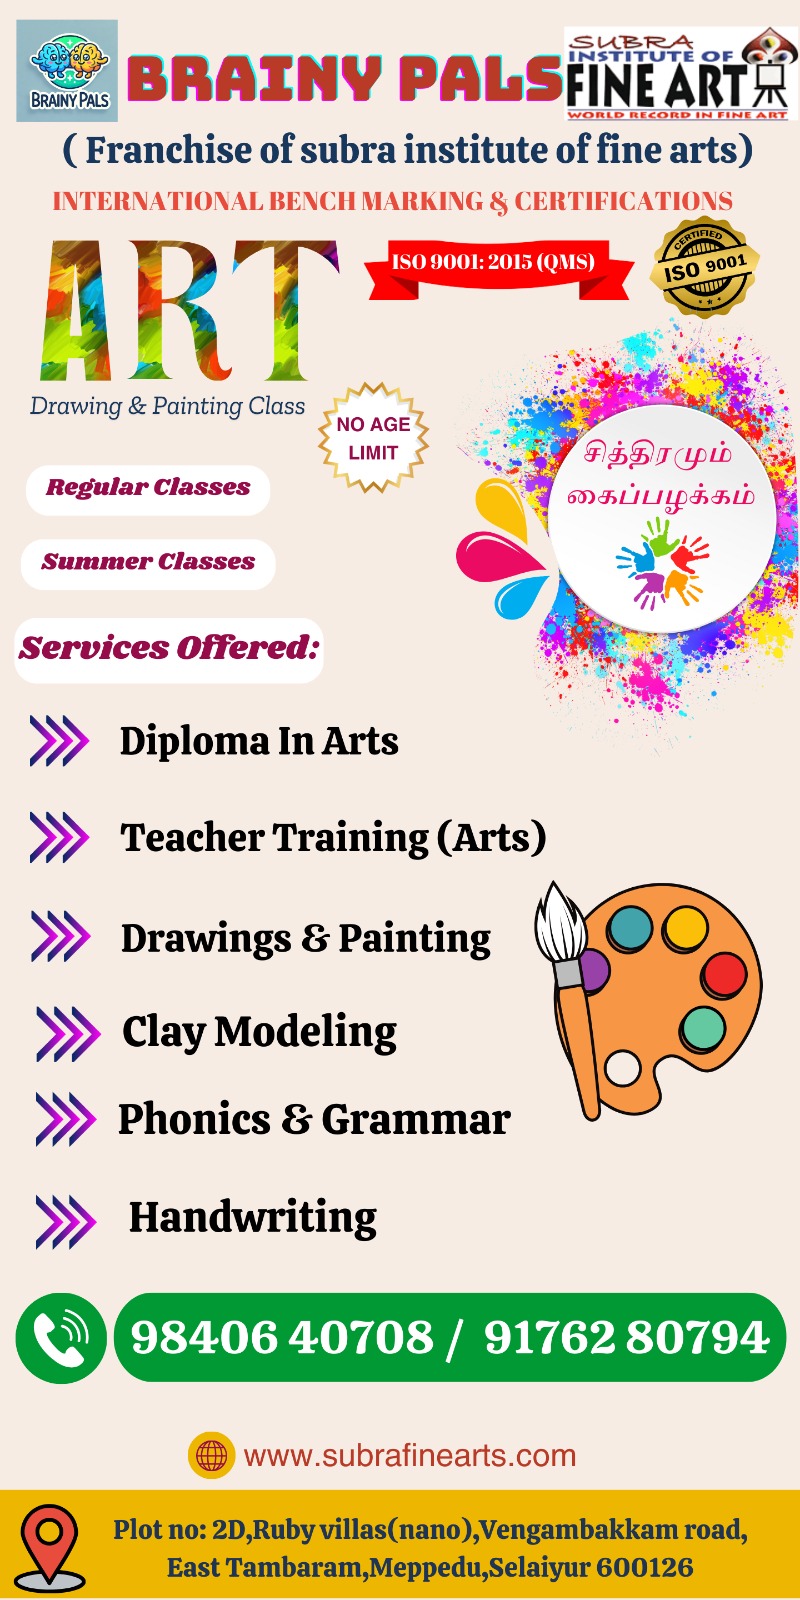 BRAINY PALS
BRAINY PALS
SUBRA
INSTITUTE OF
FINE ART
WORLD RECORD IN FINE ART
( Franchise of subra institute of fine arts)
INTERNATIONAL BENCH MARKING & CERTIFICATIONS
ART
ISO 9001: 2015 (QMS)
CERTIFIED
ISO 9001
Drawing & Painting Class
NO AGE
LIMIT
சித்திரமும்
கைப்பழக்கம்
Regular Classes
Summer Classes
Services Offered:
Diploma In Arts
Teacher Training (Arts)
Drawings & Painting
Clay Modeling
Phonics & Grammar
Handwriting
98406 40708 / 91762 80794
www.subrafinearts.com
Plot no: 2D,Ruby villas(nano),Vengambakkam road,
East Tambaram,Meppedu,Selaiyur 600126